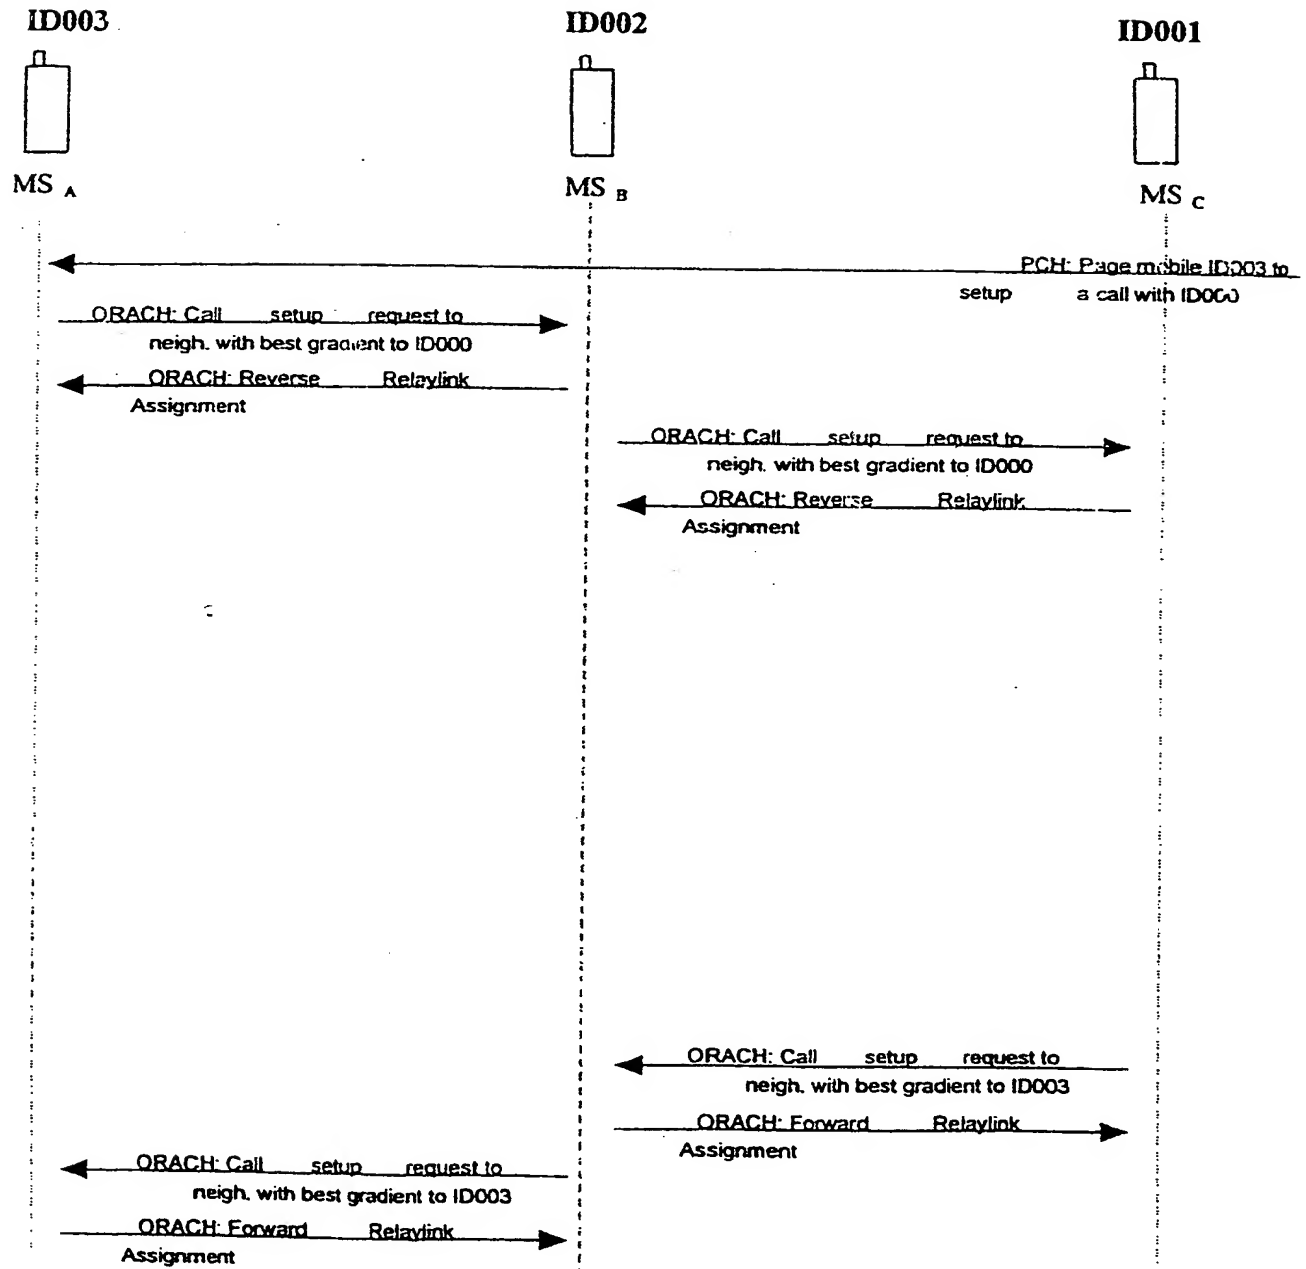 ID003 ID002 ID001
MS A MS B MS C
PCH: Page mobile ID003 to
setup a call with ID000
ORACH: Call setup request to
neigh. with best gradient to ID000
ORACH: Reverse Relaylink
Assignment
ORACH: Call setup request to
neigh. with best gradient to ID000
ORACH: Reverse Relaylink
Assignment
ORACH: Call setup request to
neigh. with best gradient to ID003
ORACH: Forward Relaylink
Assignment
ORACH: Call setup request to
neigh. with best gradient to ID003
ORACH: Forward Relaylink
Assignment